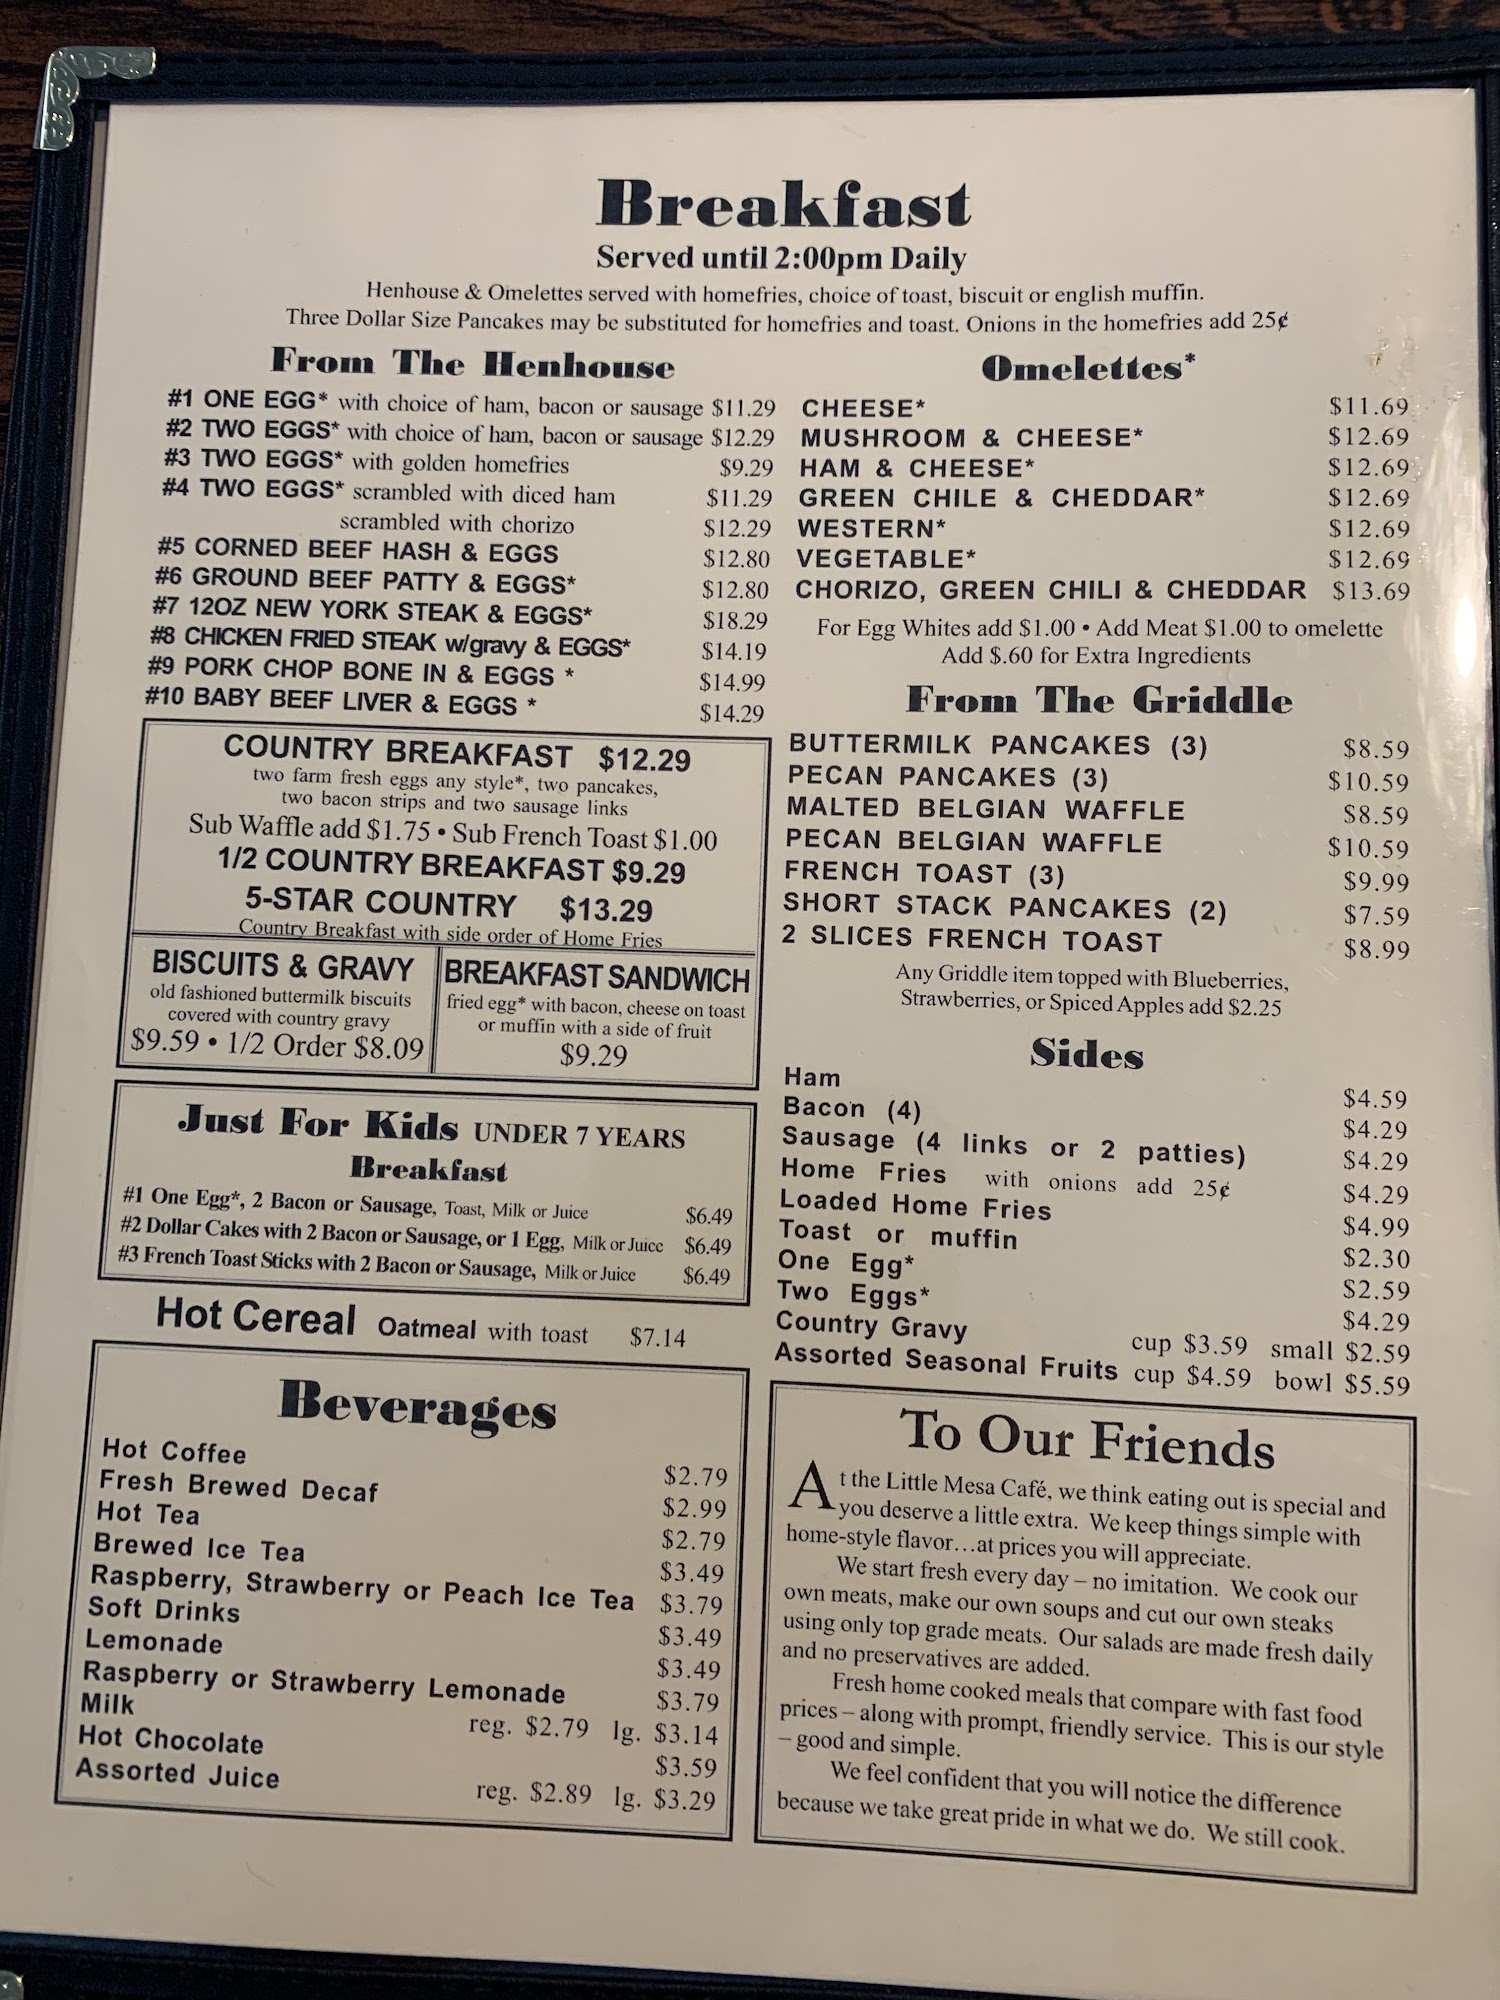 Breakfast
Served until 2:00pm Daily
Henhouse & Omelettes served with homefries, choice of toast, biscuit or english muffin.
Three Dollar Size Pancakes may be substituted for homefries and toast. Onions in the homefries add 25¢
From The Henhouse
#1 ONE EGG* with choice of ham, bacon or sausage $11.29
#2 TWO EGGS* with choice of ham, bacon or sausage $12.29
#3 TWO EGGS* with golden homefries $9.29
#4 TWO EGGS* scrambled with diced ham $11.29
scrambled with chorizo $12.29
#5 CORNED BEEF HASH & EGGS $12.80
#6 GROUND BEEF PATTY & EGGS* $12.80
#7 12OZ NEW YORK STEAK & EGGS* $18.29
#8 CHICKEN FRIED STEAK w/gravy & EGGS* $14.19
#9 PORK CHOP BONE IN & EGGS * $14.99
#10 BABY BEEF LIVER & EGGS * $14.29
COUNTRY BREAKFAST $12.29
two farm fresh eggs any style*, two pancakes,
two bacon strips and two sausage links
Sub Waffle add $1.75 • Sub French Toast $1.00
1/2 COUNTRY BREAKFAST $9.29
5-STAR COUNTRY $13.29
Country Breakfast with side order of Home Fries
BISCUITS & GRAVY
old fashioned buttermilk biscuits
covered with country gravy
$9.59 • 1/2 Order $8.09
BREAKFAST SANDWICH
fried egg* with bacon, cheese on toast
or muffin with a side of fruit
$9.29
Just For Kids UNDER 7 YEARS
Breakfast
#1 One Egg*, 2 Bacon or Sausage, Toast, Milk or Juice $6.49
#2 Dollar Cakes with 2 Bacon or Sausage, or 1 Egg, Milk or Juice $6.49
#3 French Toast Sticks with 2 Bacon or Sausage, Milk or Juice $6.49
Hot Cereal Oatmeal with toast $7.14
Beverages
Hot Coffee $2.79
Fresh Brewed Decaf $2.99
Hot Tea $2.79
Brewed Ice Tea $3.49
Raspberry, Strawberry or Peach Ice Tea $3.79
Soft Drinks $3.49
Lemonade $3.49
Raspberry or Strawberry Lemonade $3.79
Milk reg. $2.79 lg. $3.14
Hot Chocolate $3.59
Assorted Juice reg. $2.89 lg. $3.29
Omelettes*
CHEESE* $11.69
MUSHROOM & CHEESE* $12.69
HAM & CHEESE* $12.69
GREEN CHILE & CHEDDAR* $12.69
WESTERN* $12.69
VEGETABLE* $12.69
CHORIZO, GREEN CHILI & CHEDDAR $13.69
For Egg Whites add $1.00 • Add Meat $1.00 to omelette
Add $.60 for Extra Ingredients
From The Griddle
BUTTERMILK PANCAKES (3) $8.59
PECAN PANCAKES (3) $10.59
MALTED BELGIAN WAFFLE $8.59
PECAN BELGIAN WAFFLE $10.59
FRENCH TOAST (3) $9.99
SHORT STACK PANCAKES (2) $7.59
2 SLICES FRENCH TOAST $8.99
Any Griddle item topped with Blueberries,
Strawberries, or Spiced Apples add $2.25
Sides
Ham $4.59
Bacon (4) $4.29
Sausage (4 links or 2 patties) $4.29
Home Fries with onions add 25¢ $4.29
Loaded Home Fries $4.99
Toast or muffin $2.30
One Egg* $2.59
Two Eggs* $4.29
Country Gravy cup $3.59 small $2.59
Assorted Seasonal Fruits cup $4.59 bowl $5.59
To Our Friends
At the Little Mesa Café, we think eating out is special and
you deserve a little extra. We keep things simple with
home-style flavor…at prices you will appreciate.
We start fresh every day – no imitation. We cook our
own meats, make our own soups and cut our own steaks
using only top grade meats. Our salads are made fresh daily
and no preservatives are added.
Fresh home cooked meals that compare with fast food
prices – along with prompt, friendly service. This is our style
– good and simple.
We feel confident that you will notice the difference
because we take great pride in what we do. We still cook.